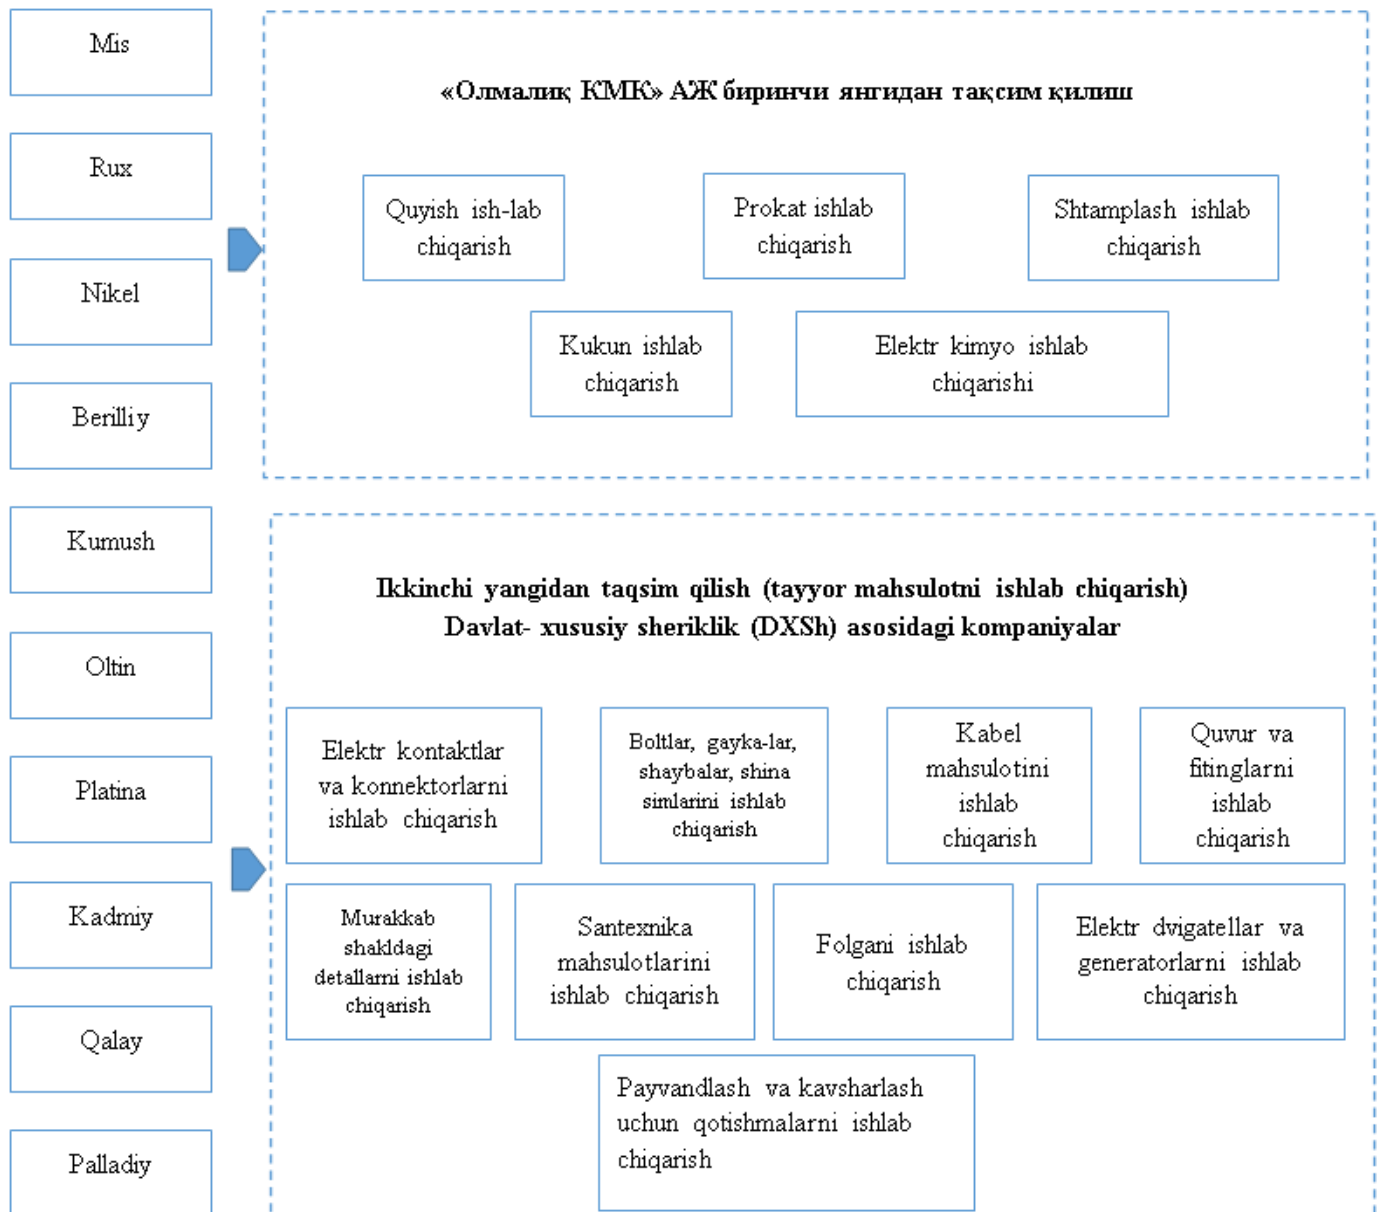 Mis
Rux
Nikel
Berilliy
Kumush
Oltin
Platina
Kadmiy
Qalay
Palladiy
«Олмалиқ КМК» АЖ биринчи янгидан тақсим қилиш
Quyish ish-lab
chiqarish
Prokat ishlab
chiqarish
Shtamplash ishlab
chiqarish
Kukun ishlab
chiqarish
Elektr kimyo ishlab
chiqarishi
Ikkinchi yangidan taqsim qilish (tayyor mahsulotni ishlab chiqarish)
Davlat- xususiy sheriklik (DXSh) asosidagi kompaniyalar
Elektr kontaktlar
va konnektorlarni
ishlab chiqarish
Boltlar, gayka-lar,
shaybalar, shina
simlarini ishlab
chiqarish
Kabel
mahsulotini
ishlab
chiqarish
Quvur va
fitinglarni
ishlab
chiqarish
Murakkab
shakldagi
detallarni ishlab
chiqarish
Santexnika
mahsulotlarini
ishlab chiqarish
Folgani ishlab
chiqarish
Elektr dvigatellar va
generatorlarni ishlab
chiqarish
Payvandlash va kavsharlash
uchun qotishmalarni ishlab
chiqarish